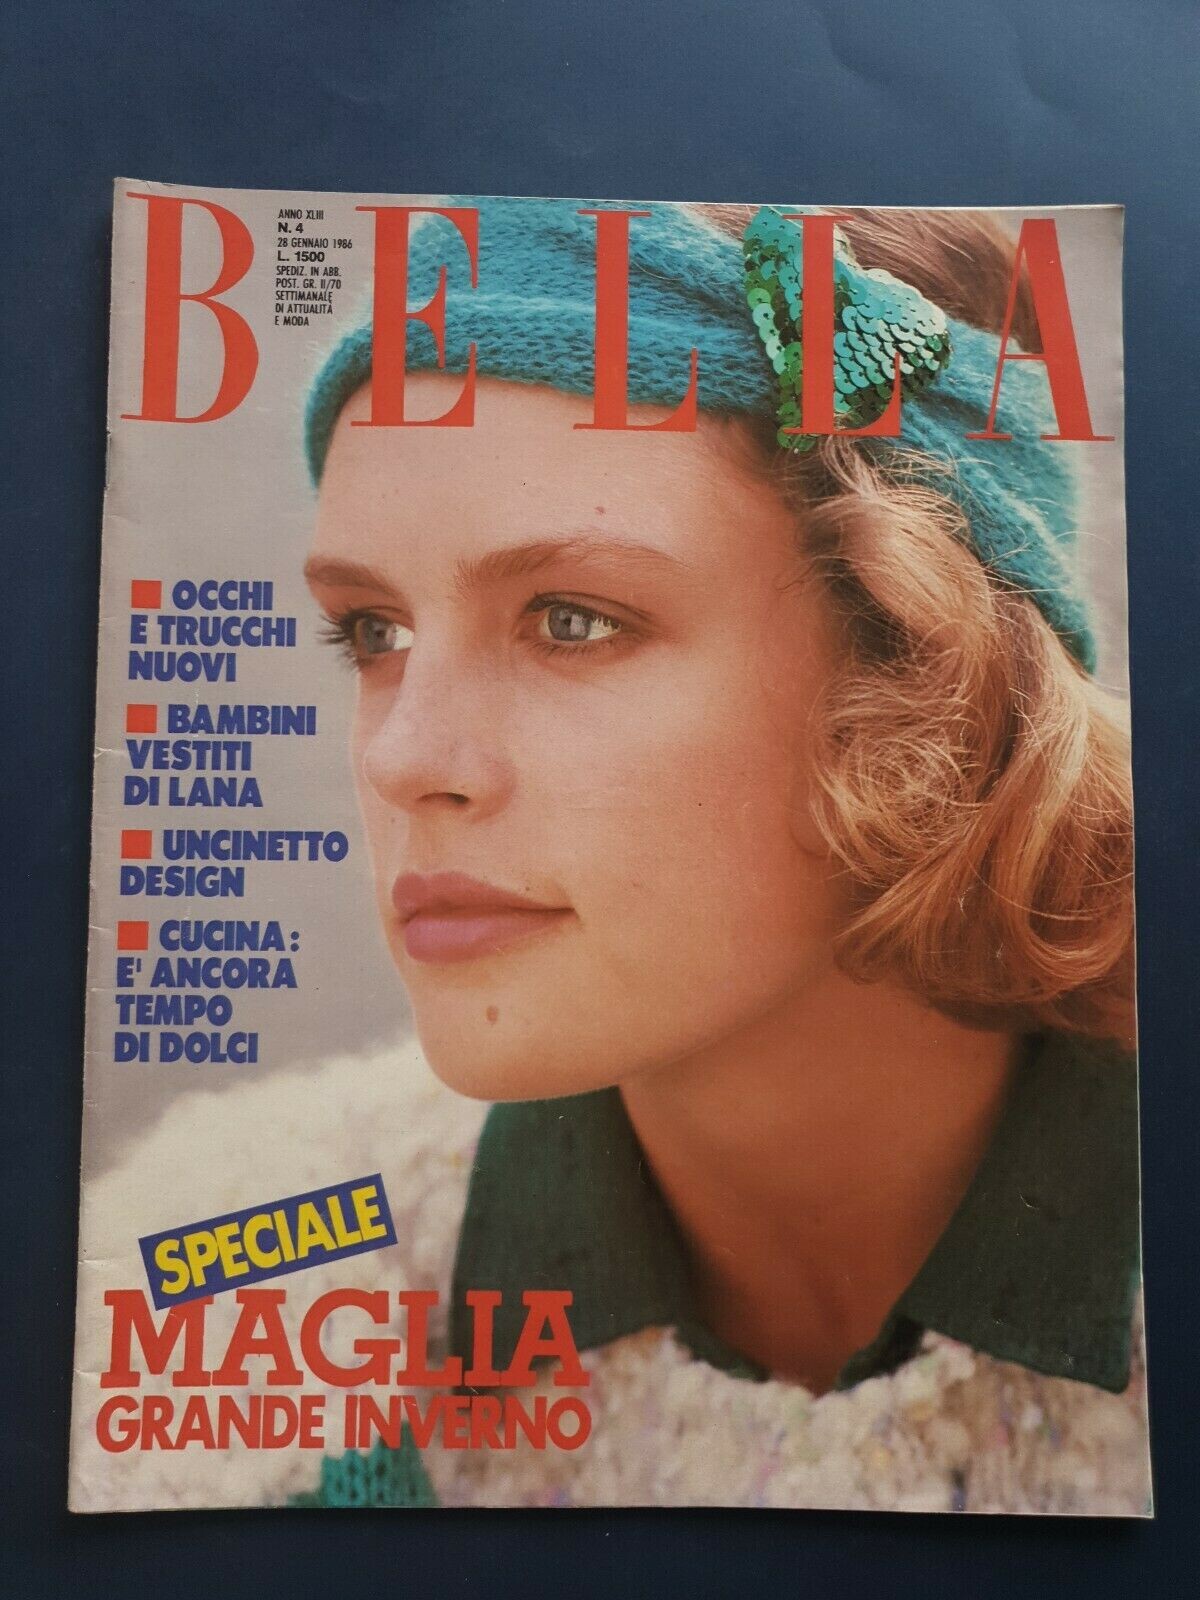 BELLA
ANNO XLIII
N. 4
28 GENNAIO 1986
L. 1500
SPEDIZ. IN ABB.
POST. GR. II/70
SETTIMANALE
DI ATTUALITÀ
E MODA
OCCHI
E TRUCCHI
NUOVI
BAMBINI
VESTITI
DI LANA
UNCINETTO
DESIGN
CUCINA:
E' ANCORA
TEMPO
DI DOLCI
SPECIALE
MAGLIA
GRANDE INVERNO